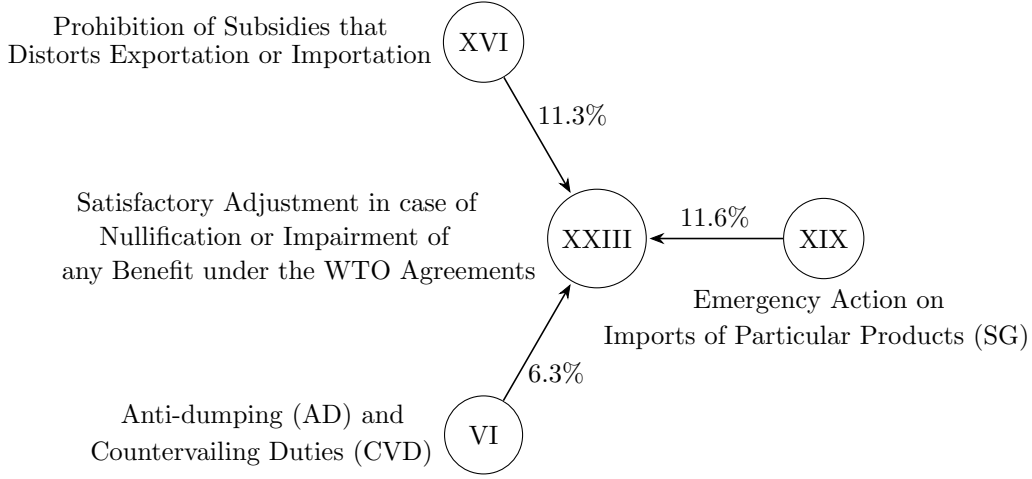 Prohibition of Subsidies that
Distorts Exportation or Importation
XVI
11.3%
Satisfactory Adjustment in case of
Nullification or Impairment of
any Benefit under the WTO Agreements
XXIII
11.6%
XIX
Emergency Action on
Imports of Particular Products (SG)
6.3%
Anti-dumping (AD) and
Countervailing Duties (CVD)
VI